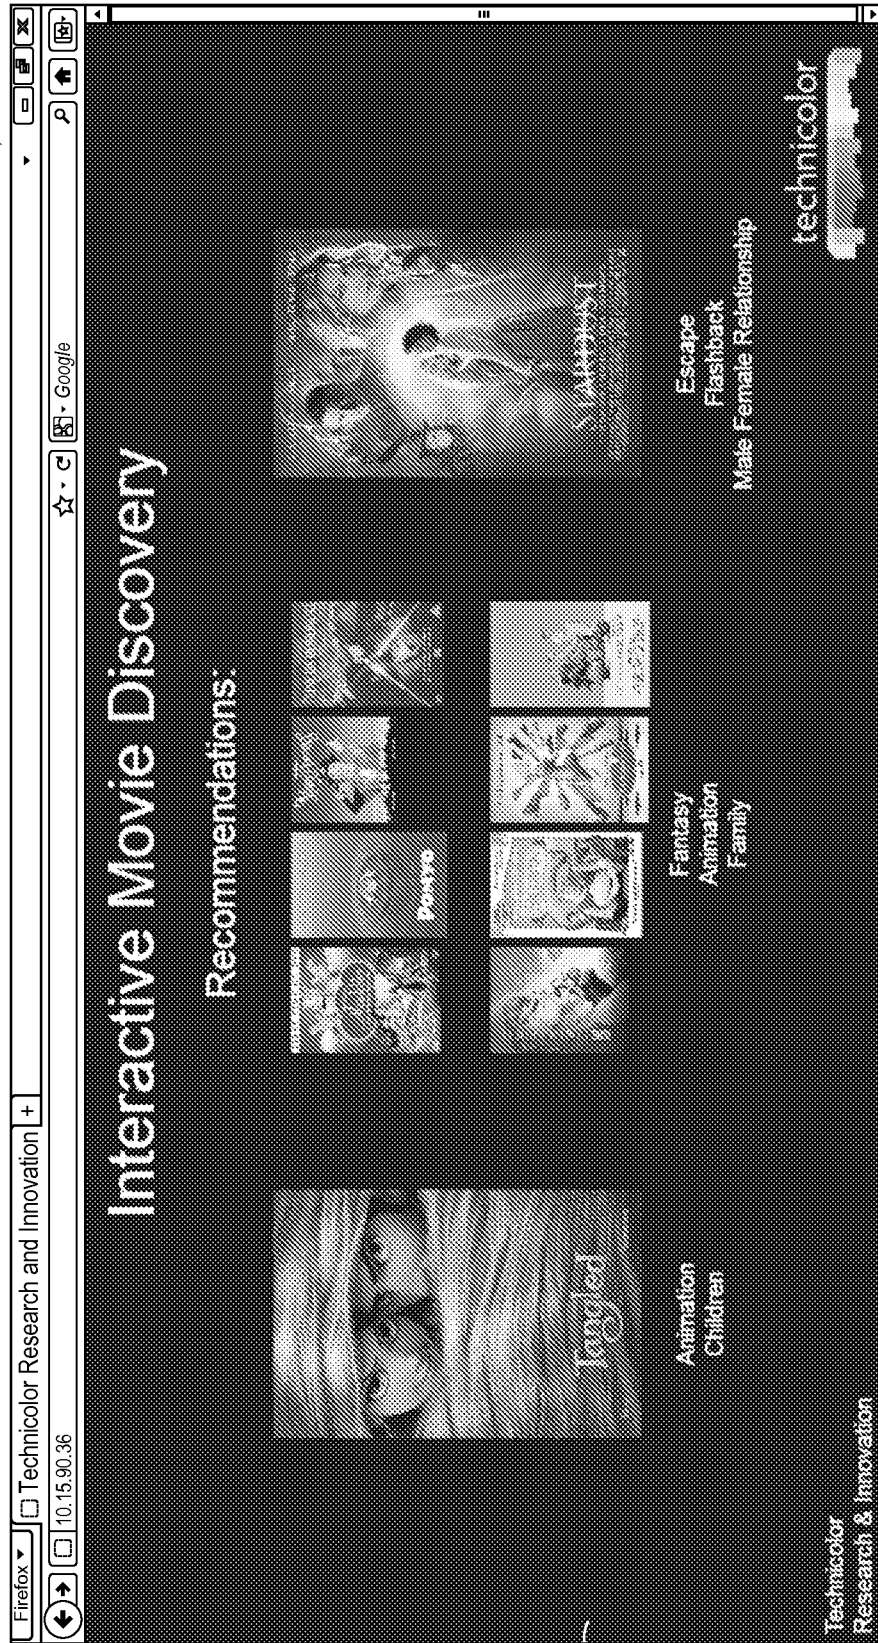 Firefox
Technicolor Research and Innovation
+
10.15.90.36
Google
Interactive Movie Discovery
Recommendations:
Tangled
PONYO
STARDUST
Animation
Children
Fantasy
Animation
Family
Escape
Flashback
Male Female Relationship
Technicolor
Research & Innovation
technicolor